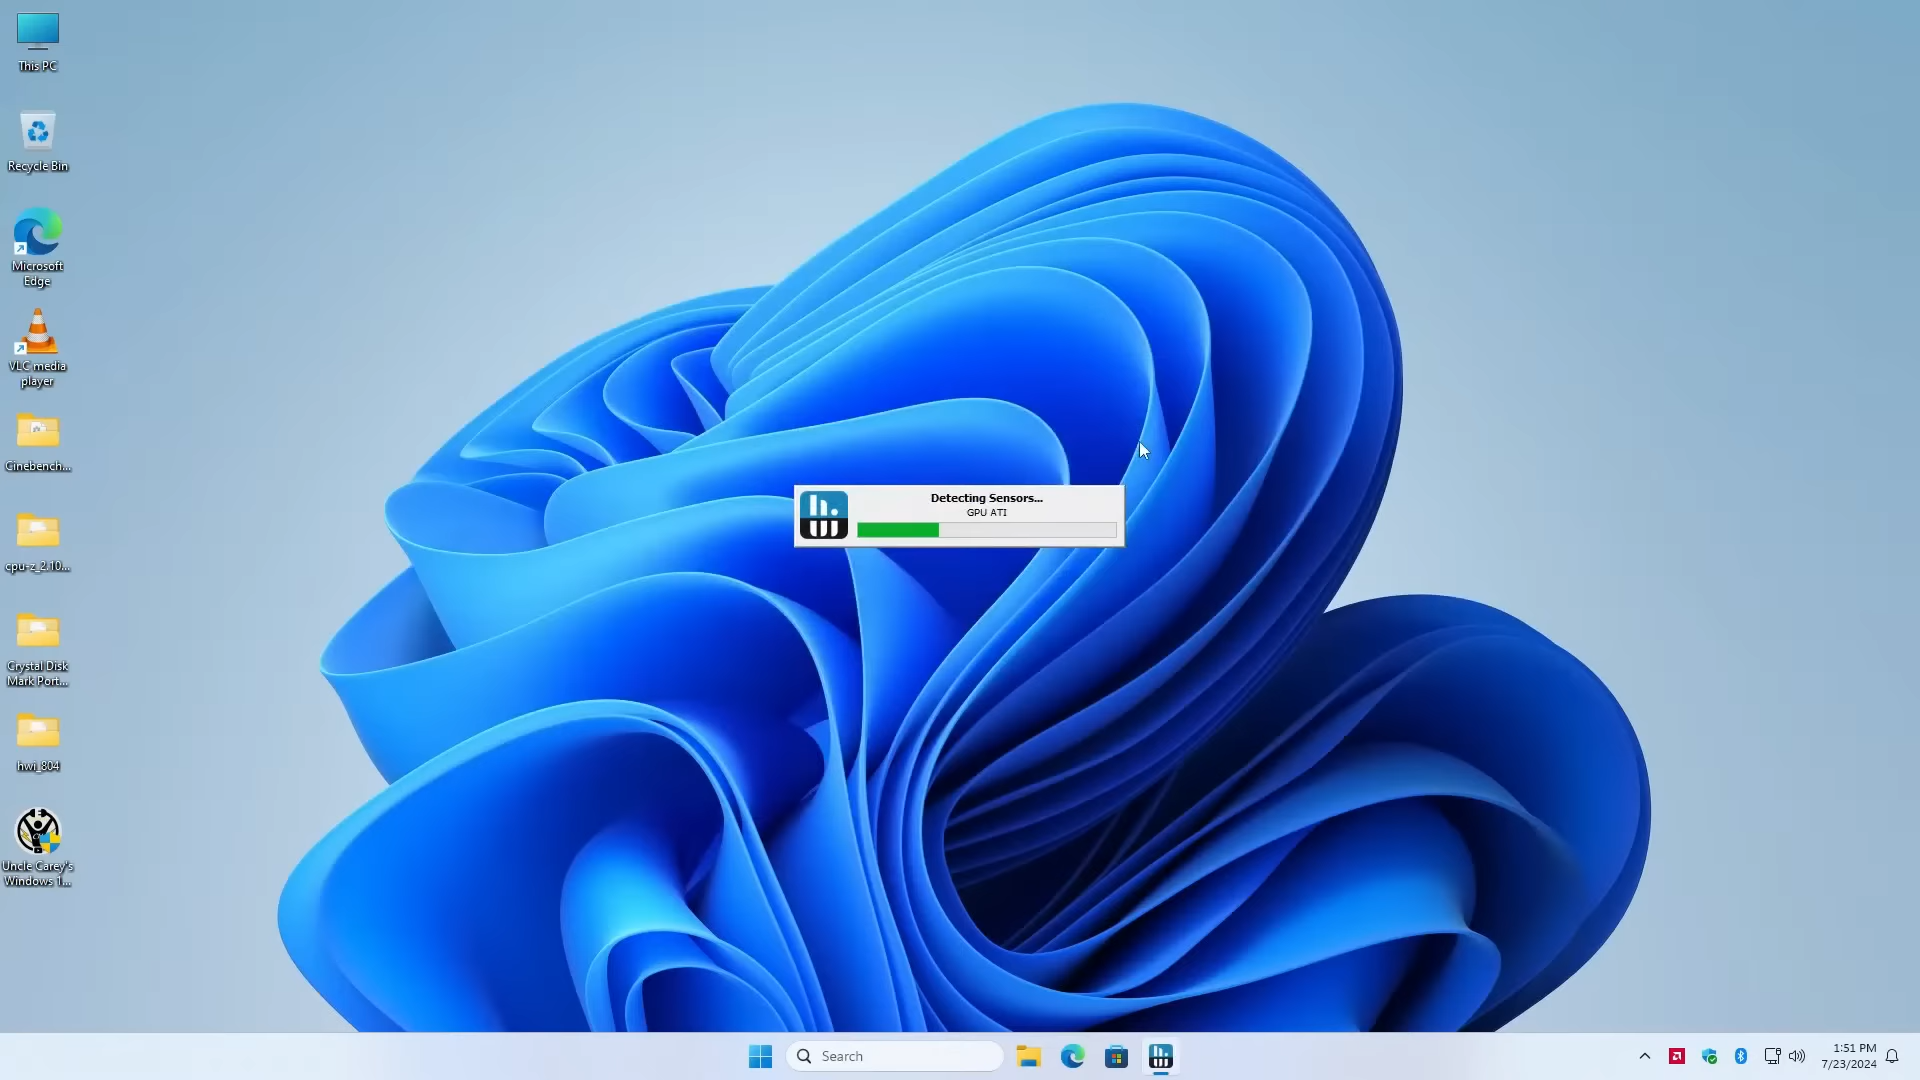 This PC
Recycle Bin
Microsoft
Edge
VLC media
player
Cinebench...
cpu-z_2.10...
Crystal Disk
Mark Port...
hwi_804
Uncle Carey's
Windows 1...
Detecting Sensors...
GPU ATI
Search
1:51 PM
7/23/2024